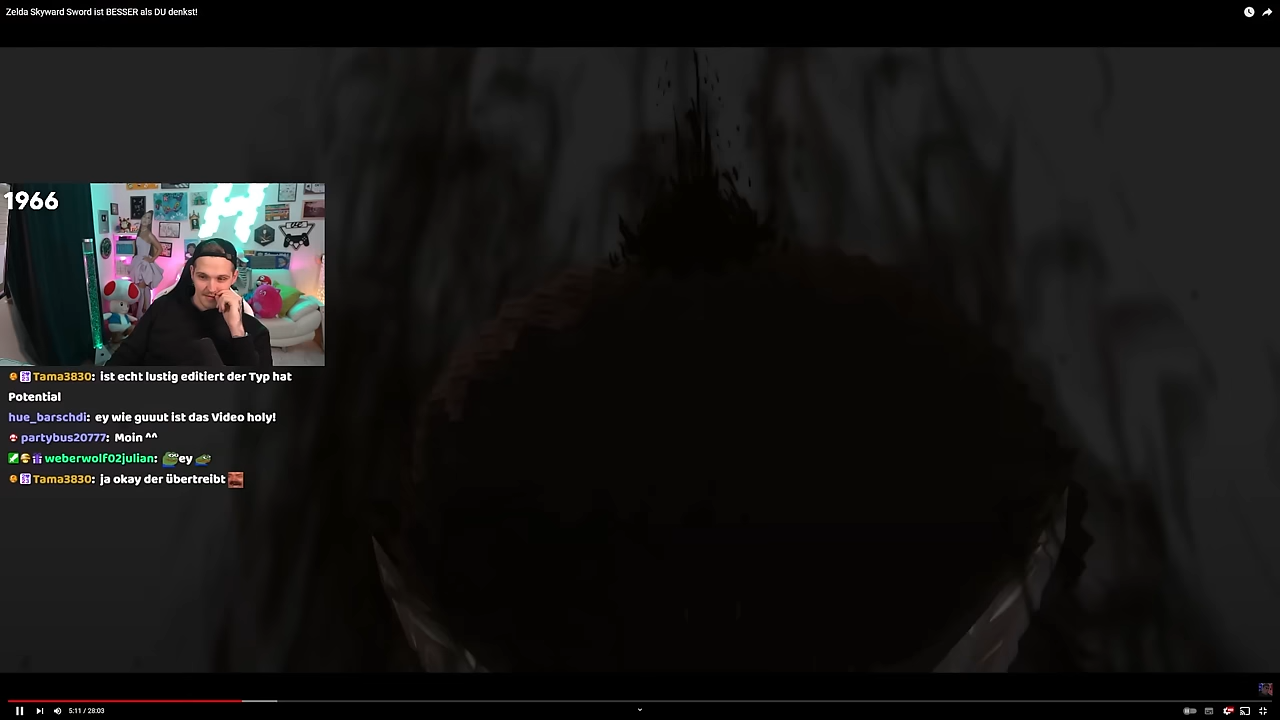 Zelda Skyward Sword ist BESSER als DU denkst!
1966
Tama3830: ist echt lustig editiert der Typ hat
Potential
hue_barschdi: ey wie guuut ist das Video holy!
partybus20777: Moin ^^
weberwolf02julian: ey
Tama3830: ja okay der übertreibt
5:11 / 28:03